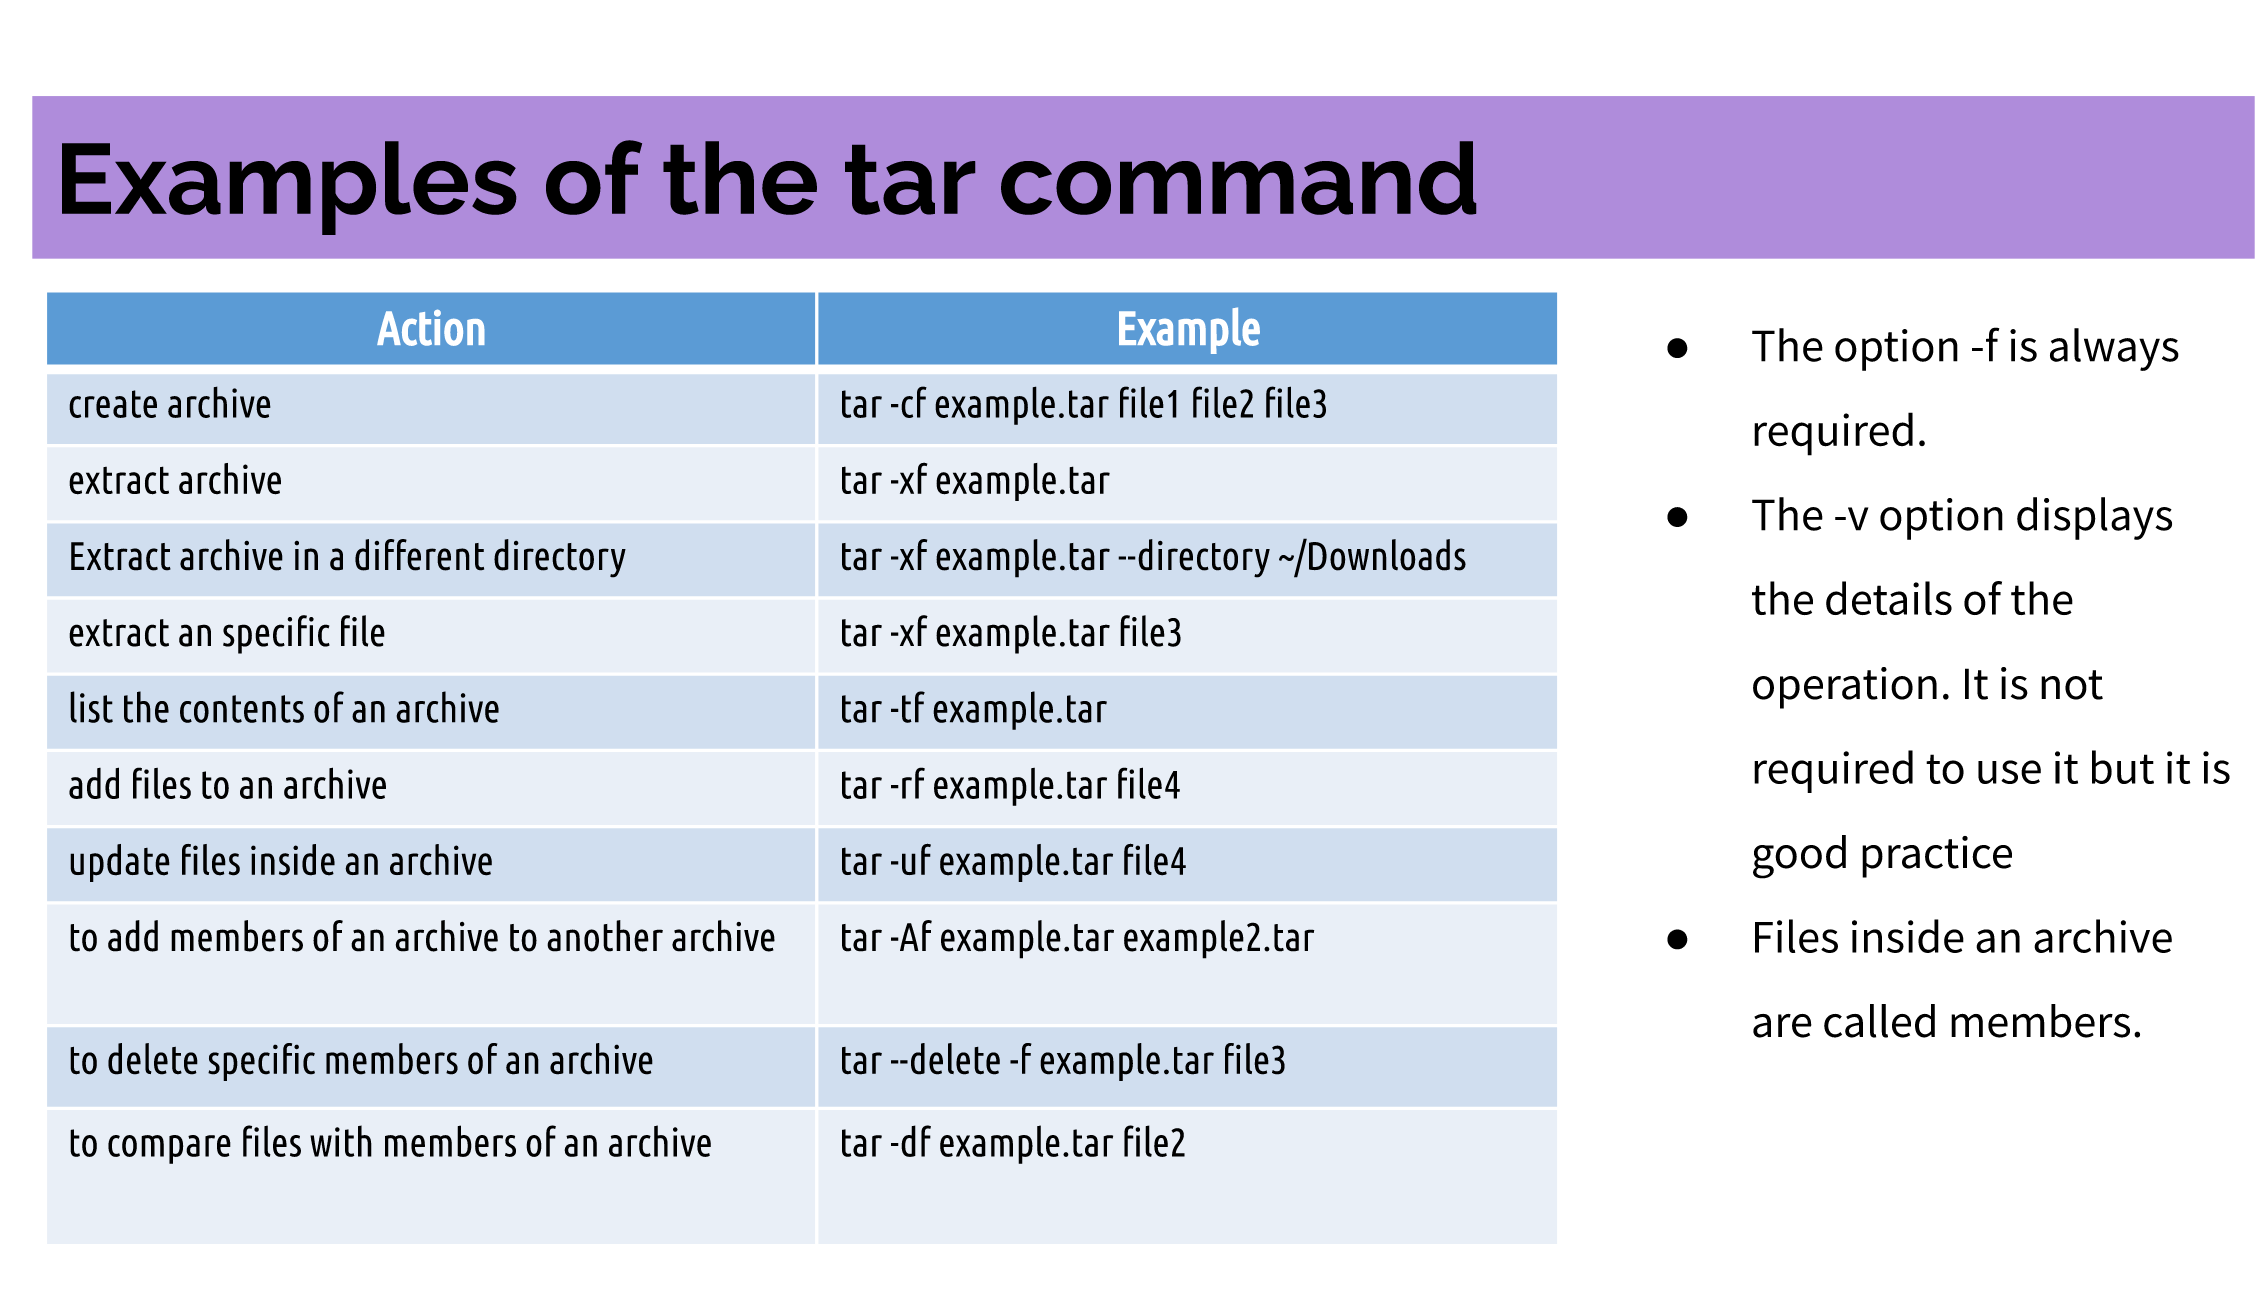 Examples of the tar command
Action Example
create archive tar -cf example.tar file1 file2 file3
extract archive tar -xf example.tar
Extract archive in a different directory tar -xf example.tar --directory ~/Downloads
extract an specific file tar -xf example.tar file3
list the contents of an archive tar -tf example.tar
add files to an archive tar -rf example.tar file4
update files inside an archive tar -uf example.tar file4
to add members of an archive to another archive tar -Af example.tar example2.tar
to delete specific members of an archive tar --delete -f example.tar file3
to compare files with members of an archive tar -df example.tar file2
● The option -f is always
required.
● The -v option displays
the details of the
operation. It is not
required to use it but it is
good practice
● Files inside an archive
are called members.